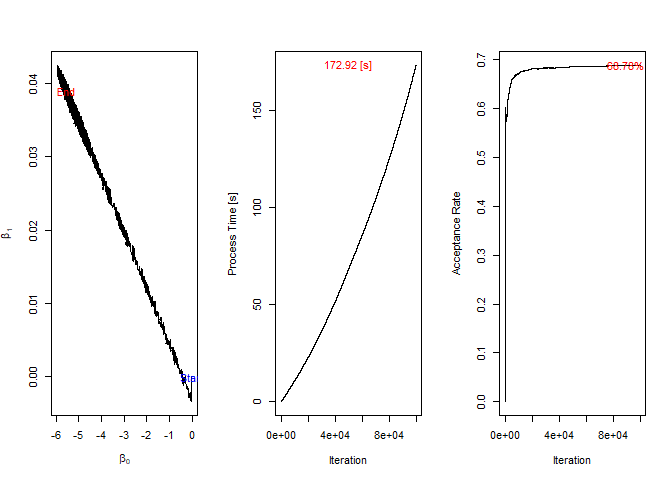 End
Sta
0.04
0.03
0.02
0.01
0.00
β1
-6 -5 -4 -3 -2 -1 0
β0
172.92 [s]
150
100
50
0
Process Time [s]
0e+00 4e+04 8e+04
Iteration
68.78%
0.7
0.6
0.5
0.4
0.3
0.2
0.1
0.0
Acceptance Rate
0e+00 4e+04 8e+04
Iteration